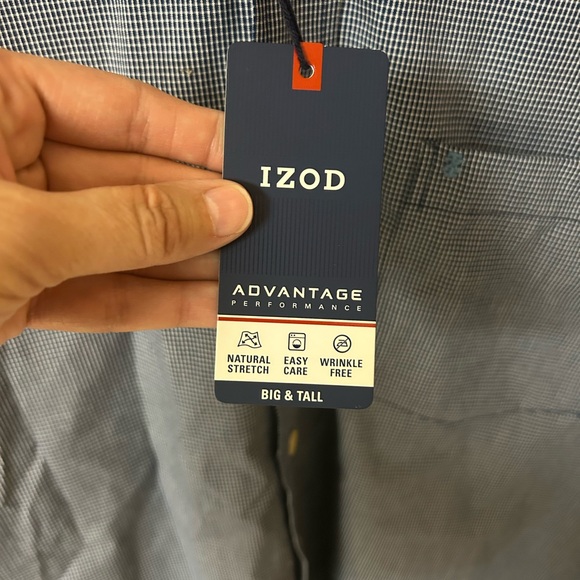 IZOD
ADVANTAGE
PERFORMANCE
NATURAL STRETCH
EASY CARE
WRINKLE FREE
BIG & TALL